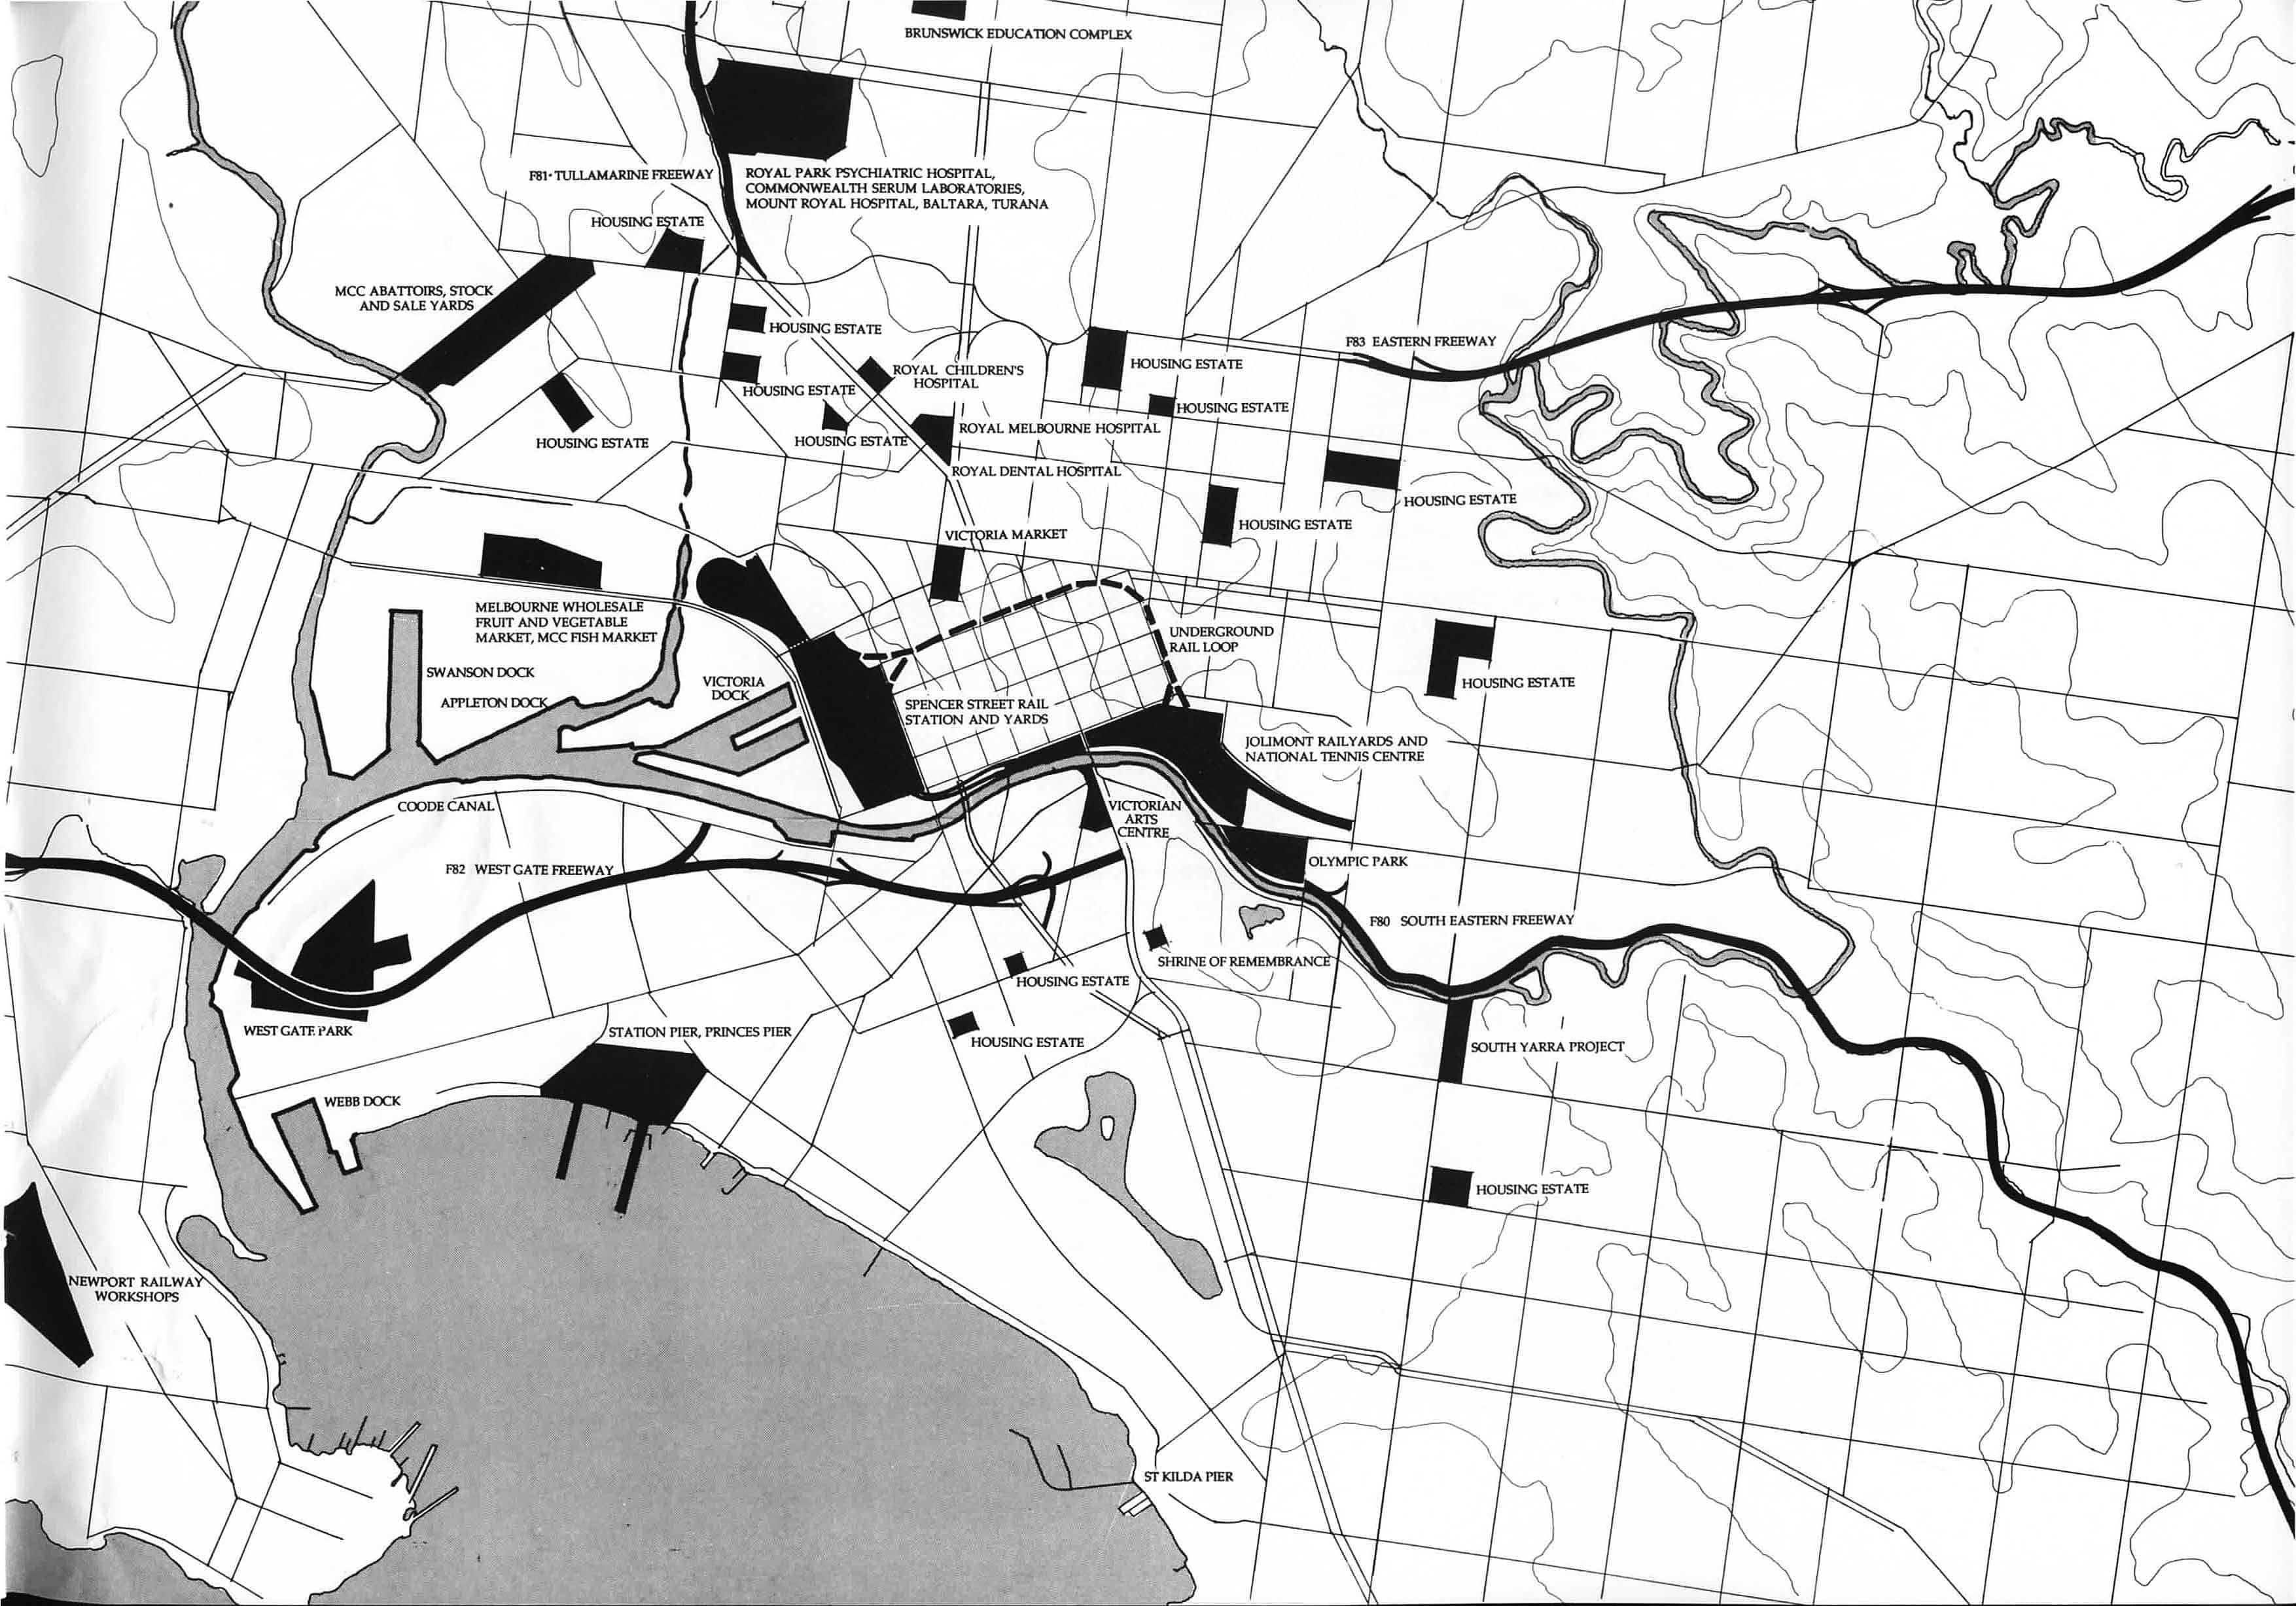 BRUNSWICK EDUCATION COMPLEX
F81• TULLAMARINE FREEWAY
ROYAL PARK PSYCHIATRIC HOSPITAL,
COMMONWEALTH SERUM LABORATORIES,
MOUNT ROYAL HOSPITAL, BALTARA, TURANA
HOUSING ESTATE
MCC ABATTOIRS, STOCK
AND SALE YARDS
HOUSING ESTATE
HOUSING ESTATE
ROYAL CHILDREN'S
HOSPITAL
HOUSING ESTATE
F83 EASTERN FREEWAY
HOUSING ESTATE
HOUSING ESTATE
HOUSING ESTATE
ROYAL MELBOURNE HOSPITAL
HOUSING ESTATE
ROYAL DENTAL HOSPITAL
HOUSING ESTATE
HOUSING ESTATE
VICTORIA MARKET
MELBOURNE WHOLESALE
FRUIT AND VEGETABLE
MARKET, MCC FISH MARKET
UNDERGROUND
RAIL LOOP
SWANSON DOCK
VICTORIA
DOCK
HOUSING ESTATE
APPLETON DOCK
SPENCER STREET RAIL
STATION AND YARDS
JOLIMONT RAILYARDS AND
NATIONAL TENNIS CENTRE
COODE CANAL
VICTORIAN
ARTS
CENTRE
F82 WEST GATE FREEWAY
OLYMPIC PARK
F80 SOUTH EASTERN FREEWAY
SHRINE OF REMEMBRANCE
HOUSING ESTATE
WEST GATE PARK
STATION PIER, PRINCES PIER
HOUSING ESTATE
SOUTH YARRA PROJECT
WEBB DOCK
HOUSING ESTATE
NEWPORT RAILWAY
WORKSHOPS
ST KILDA PIER